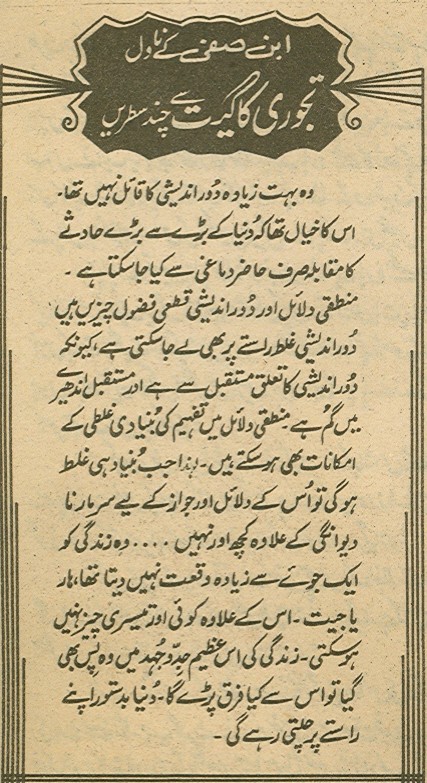 ابنِ صفی کے ناول
تجوری کا گیت سے چند سطریں
وہ بہت زیادہ دُور اندیشی کا قائل نہیں تھا۔
اس کا خیال تھا کہ دُنیا کے بڑے سے بڑے حادثے
کا مقابلہ صرف حاضر دماغی سے کیا جاسکتا ہے۔
منطقی دلائل اور دُور اندیشی قطعی فضول چیزیں ہیں
دُور اندیشی غلط راستے پر بھی لے جاسکتی ہے، کیونکہ
دُور اندیشی کا تعلق مستقبل سے ہے اور مستقبل اندھیرے
میں گُم ہے۔ منطقی دلائل میں تفہیم کی بُنیادی غلطی کے
امکانات بھی ہوسکتے ہیں۔ لہٰذا جب بُنیاد ہی غلط
ہوگی تو اُس کے دلائل اور جواز کے لیے سر مارنا
دیوانگی کے علاوہ کچھ اور نہیں .... وہ زندگی کو
ایک جوئے سے زیادہ وقعت نہیں دیتا تھا، ہار
یا جیت۔ اس کے علاوہ کوئی اور تیسری چیز نہیں
ہوسکتی۔ زندگی کی اس عظیم جدّوجُہد میں وہ پِس بھی
گیا تو اس سے کیا فرق پڑے گا۔ دُنیا بدستور اپنے
راستے پر چلتی رہے گی۔